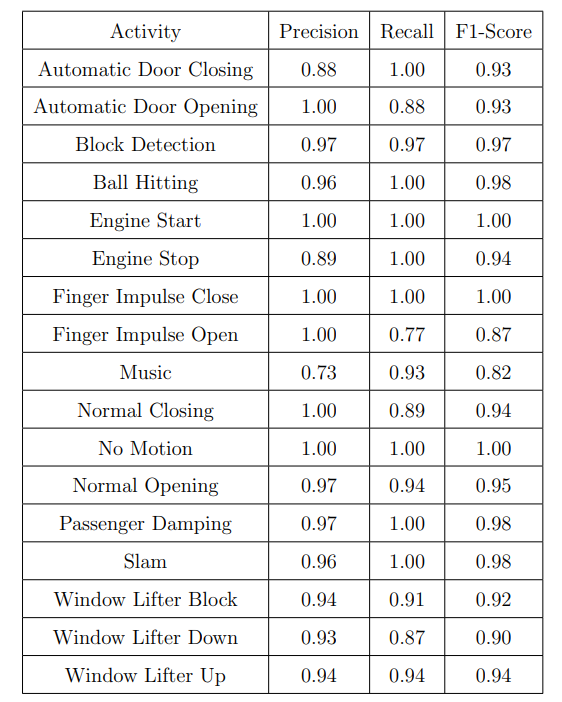 Activity Precision Recall F1-Score
Automatic Door Closing 0.88 1.00 0.93
Automatic Door Opening 1.00 0.88 0.93
Block Detection 0.97 0.97 0.97
Ball Hitting 0.96 1.00 0.98
Engine Start 1.00 1.00 1.00
Engine Stop 0.89 1.00 0.94
Finger Impulse Close 1.00 1.00 1.00
Finger Impulse Open 1.00 0.77 0.87
Music 0.73 0.93 0.82
Normal Closing 1.00 0.89 0.94
No Motion 1.00 1.00 1.00
Normal Opening 0.97 0.94 0.95
Passenger Damping 0.97 1.00 0.98
Slam 0.96 1.00 0.98
Window Lifter Block 0.94 0.91 0.92
Window Lifter Down 0.93 0.87 0.90
Window Lifter Up 0.94 0.94 0.94